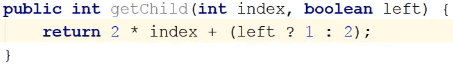 public int getChild(int index, boolean left) {
    return 2 * index + (left ? 1 : 2);
}